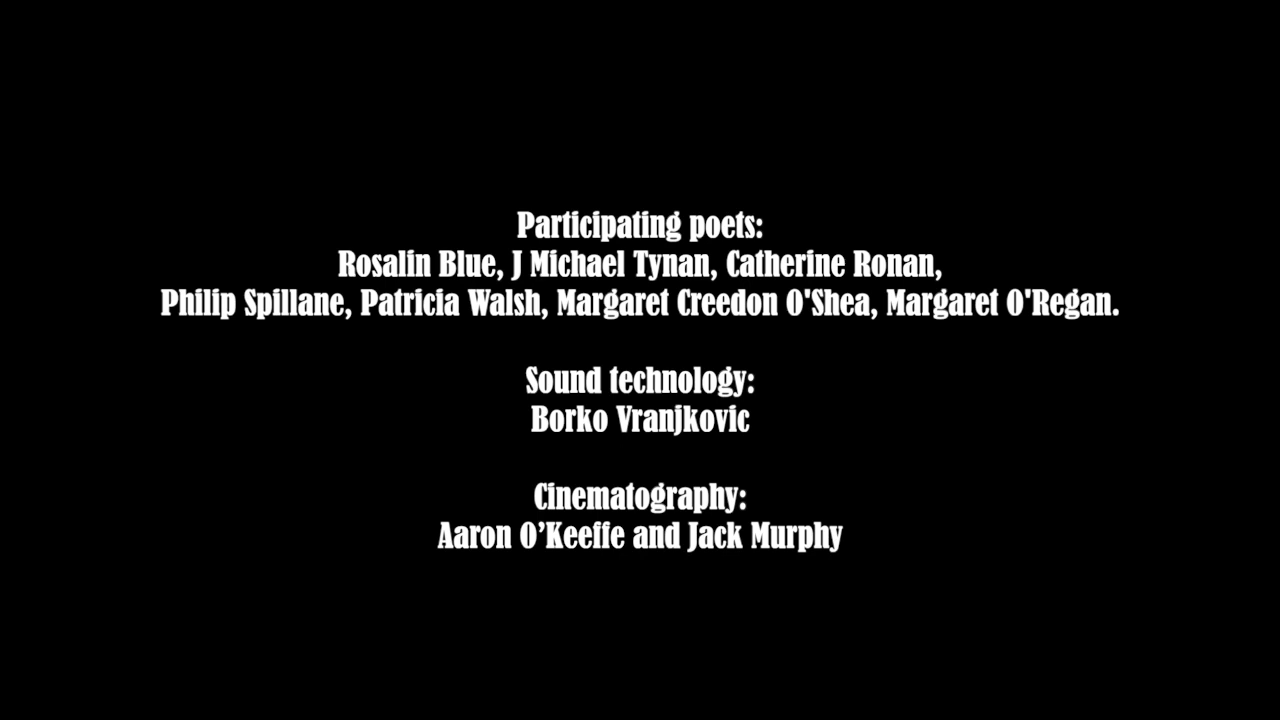 Participating poets:
Rosalin Blue, J Michael Tynan, Catherine Ronan,
Philip Spillane, Patricia Walsh, Margaret Creedon O'Shea, Margaret O'Regan.
Sound technology:
Borko Vranjkovic
Cinematography:
Aaron O’Keeffe and Jack Murphy